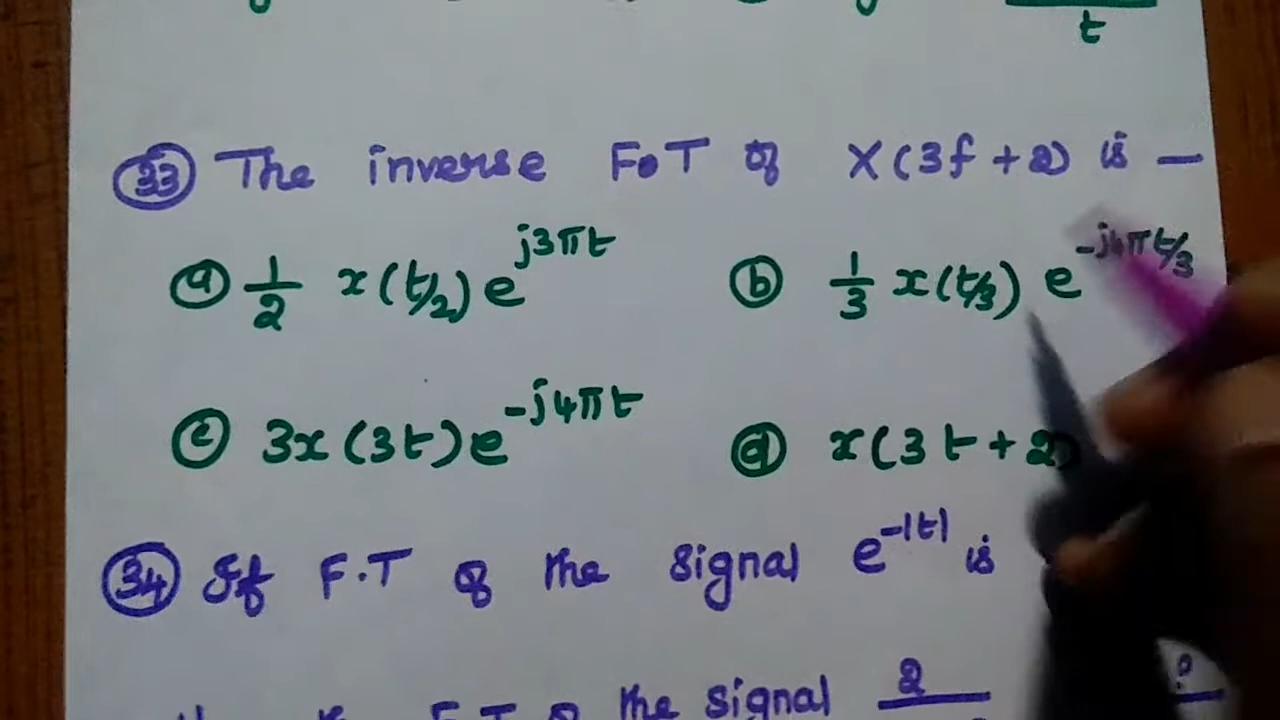 t
33 The inverse F.T of X(3f+2) is —
a 1/2 x(t/2) e^j3πt b 1/3 x(t/3) e^-j4πt/3
c 3x(3t)e^-j4πt d x(3t+2)
34 If F.T of the signal e^-|t| is
F.T of the signal 2